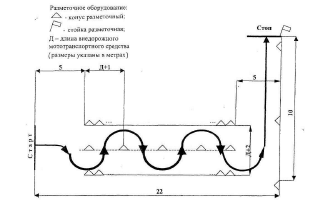 Разметочное оборудование:
- конус разметочный;
- стойка разметочная;
Д – длина внедорожного
мототранспортного средства
(размеры указаны в метрах)
Стоп
5
Д+1
5
Старт
Д+2
10
22